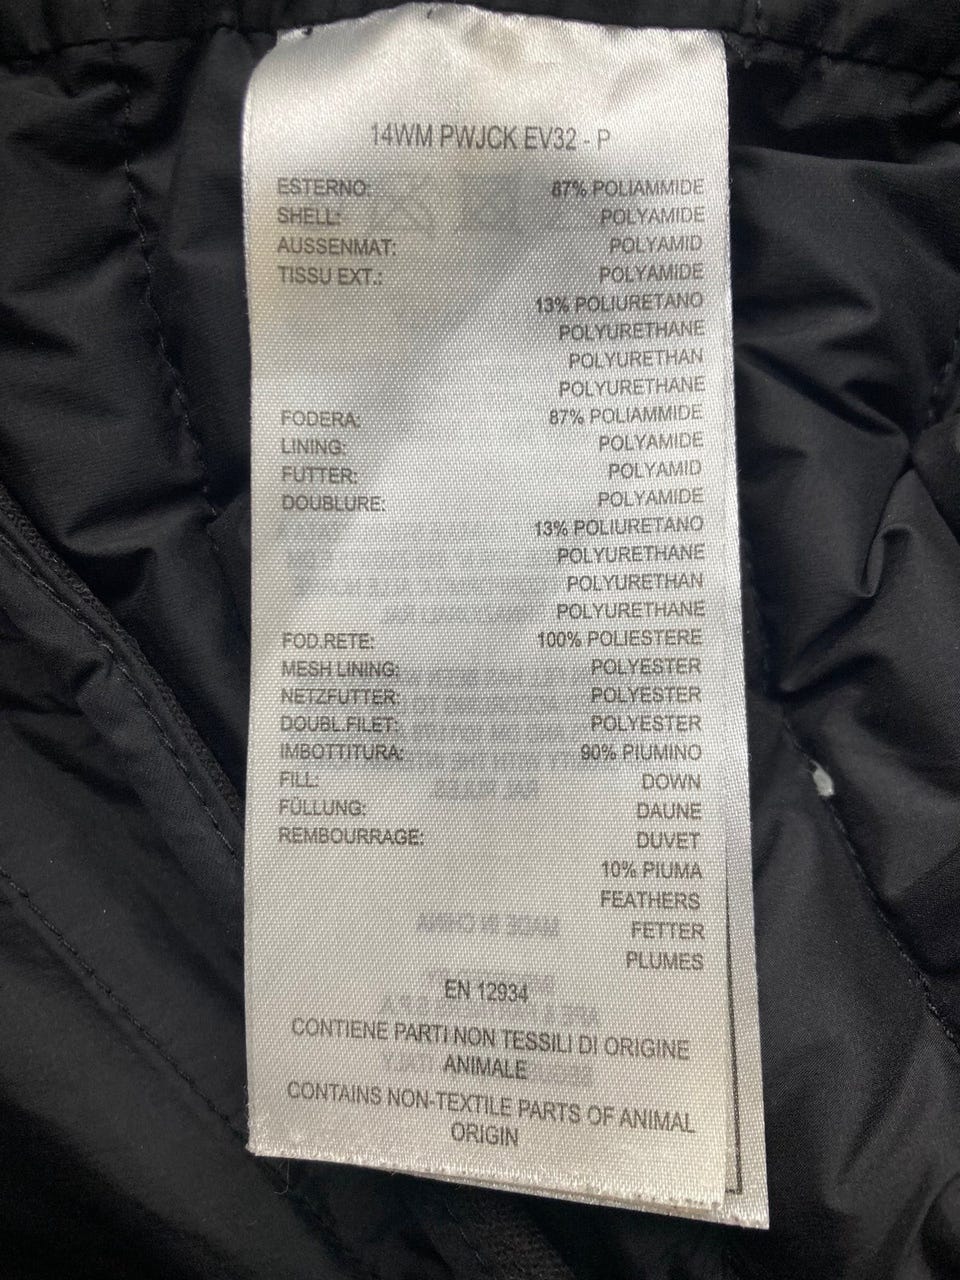 14WM PWJCK EV32 - P
ESTERNO: 87% POLIAMMIDE
SHELL: POLYAMIDE
AUSSENMAT: POLYAMID
TISSU EXT.: POLYAMIDE
13% POLIURETANO
POLYURETHANE
POLYURETHAN
POLYURETHANE
FODERA: 87% POLIAMMIDE
LINING: POLYAMIDE
FUTTER: POLYAMID
DOUBLURE: POLYAMIDE
13% POLIURETANO
POLYURETHANE
POLYURETHAN
POLYURETHANE
FOD.RETE: 100% POLIESTERE
MESH LINING: POLYESTER
NETZFUTTER: POLYESTER
DOUBL.FILET: POLYESTER
IMBOTTITURA: 90% PIUMINO
FILL: DOWN
FÜLLUNG: DAUNE
REMBOURRAGE: DUVET
10% PIUMA
FEATHERS
FETTER
PLUMES
EN 12934
CONTIENE PARTI NON TESSILI DI ORIGINE
ANIMALE
CONTAINS NON-TEXTILE PARTS OF ANIMAL
ORIGIN